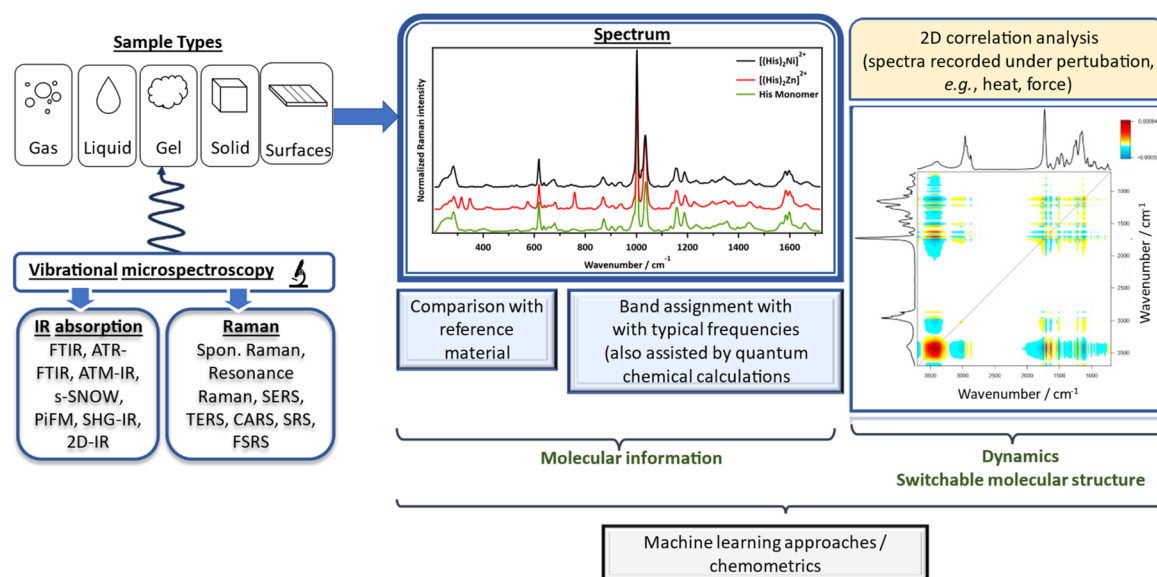 Sample Types
Gas
Liquid
Gel
Solid
Surfaces
Vibrational microspectroscopy
IR absorption
FTIR, ATR-
FTIR, ATM-IR,
s-SNOW,
PiFM, SHG-IR,
2D-IR
Raman
Spon. Raman,
Resonance
Raman, SERS,
TERS, CARS, SRS,
FSRS
Spectrum
[(His)₂Ni]²⁺
[(His)₂Zn]²⁺
His Monomer
Normalized Raman intensity
400 600 800 1000 1200 1400 1600
Wavenumber / cm⁻¹
Comparison with
reference
material
Band assignment with
with typical frequencies
(also assisted by quantum
chemical calculations
Molecular information
2D correlation analysis
(spectra recorded under pertubation,
e.g., heat, force)
0.00094
1000
1500
2000
2500
3000
3500
Wavenumber / cm⁻¹
3500 3000 2500 2000 1500 1000
Wavenumber / cm⁻¹
Dynamics
Switchable molecular structure
Machine learning approaches /
chemometrics